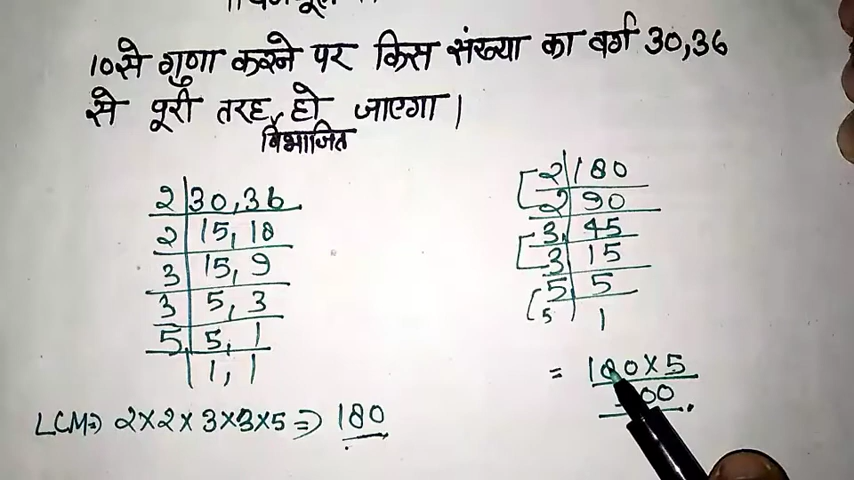 10 से गुणा करने पर किस संख्या का वर्ग 30,36
से पूरी तरह हो जाएगा।
विभाजित
2 | 30,36
2 | 15,18
3 | 15,9
3 | 5,3
5 | 5,1
1,1
LCM⇒ 2×2×3×3×5 ⇒ 180
2 | 180
2 | 90
3 | 45
3 | 15
5 | 5
5 | 1
= 180×5
00